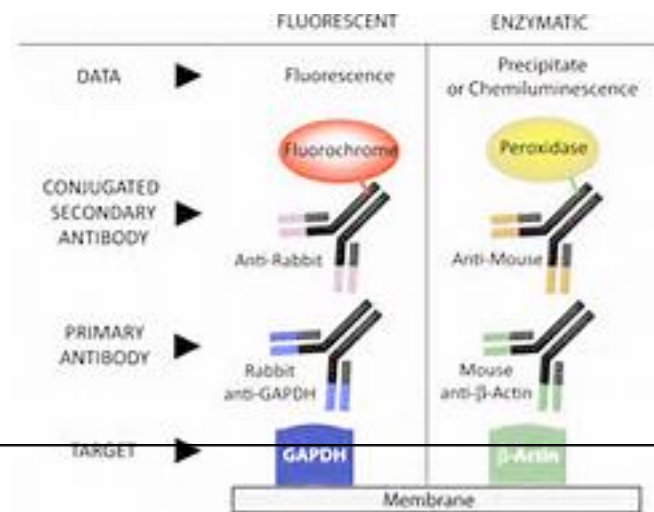 FLUORESCENT ENZYMATIC
DATA Fluorescence Precipitate
or Chemiluminescence
Fluorochrome Peroxidase
CONJUGATED
SECONDARY
ANTIBODY
Anti-Rabbit Anti-Mouse
PRIMARY
ANTIBODY
Rabbit
anti-GAPDH
Mouse
anti-β-Actin
TARGET GAPDH β-Actin
Membrane